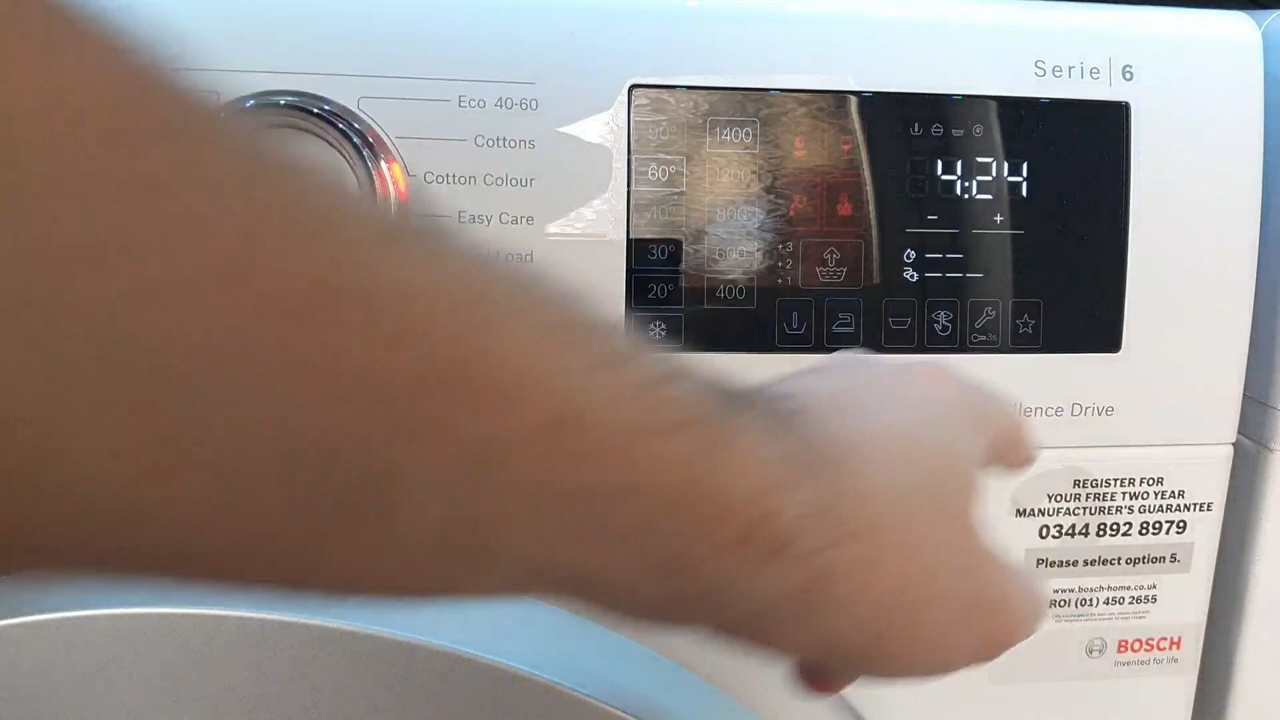 Serie 6
Eco 40-60
Cottons
Cotton Colour
Easy Care
Load
90°
60°
40°
30°
20°
1400
1200
800
600
400
+3
+2
+1
4:24
- +
3s
lence Drive
REGISTER FOR
YOUR FREE TWO YEAR
MANUFACTURER'S GUARANTEE
0344 892 8979
Please select option 5.
www.bosch-home.co.uk
ROI (01) 450 2655
BOSCH
Invented for life